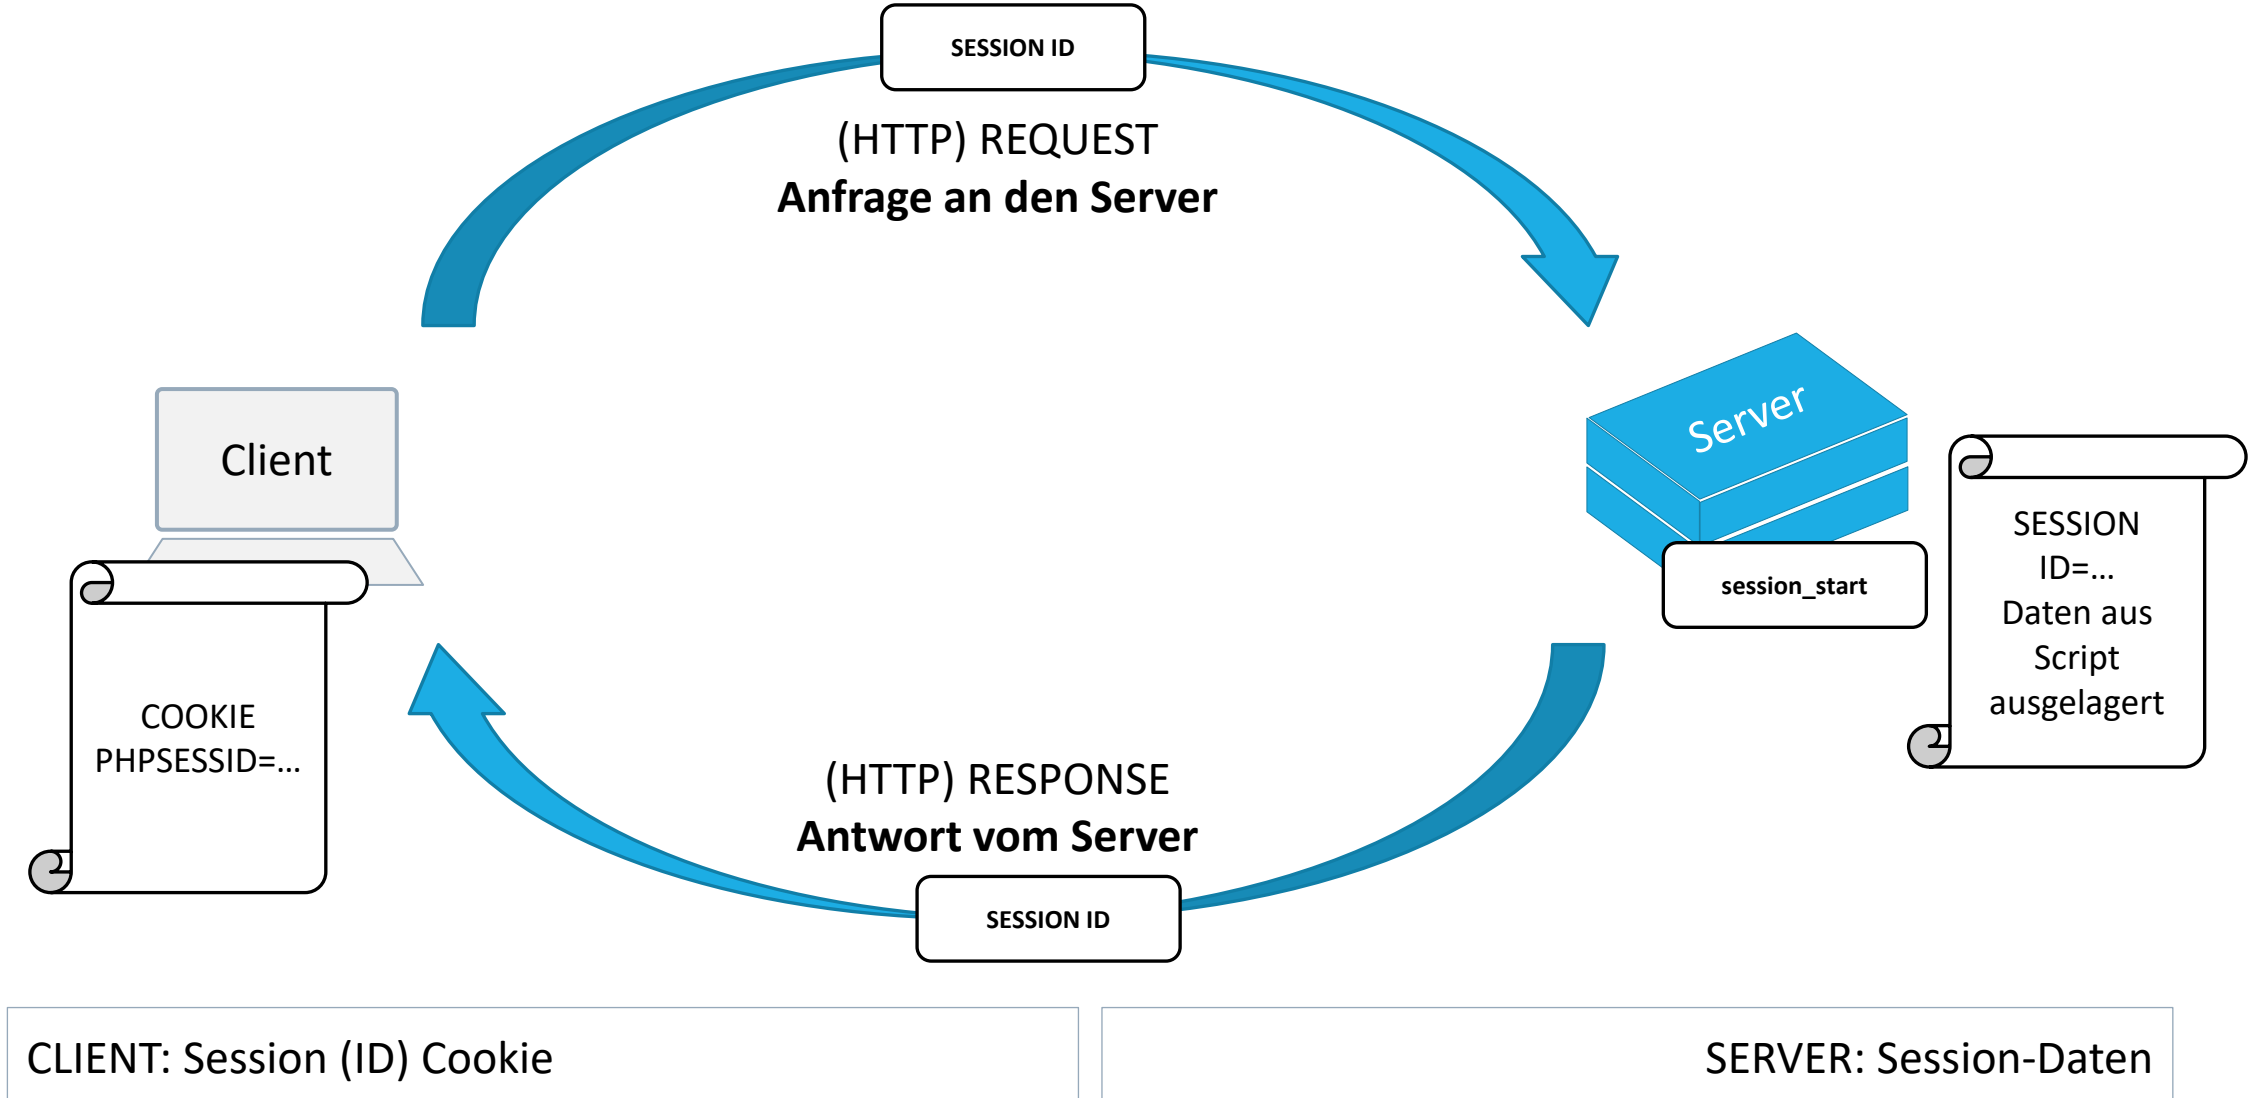 SESSION ID
(HTTP) REQUEST
Anfrage an den Server
Client
Server
session_start
SESSION
ID=...
Daten aus
Script
ausgelagert
COOKIE
PHPSESSID=...
(HTTP) RESPONSE
Antwort vom Server
SESSION ID
CLIENT: Session (ID) Cookie
SERVER: Session-Daten